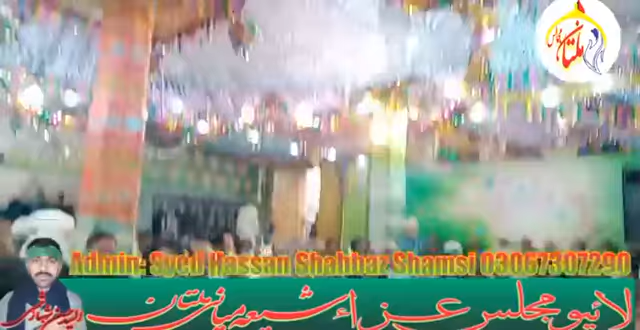 Admin:- Syed Hassan Shahbaz Shamsi 03067307290
لائیو مجلس عزاء شیعہ میانی ملتان